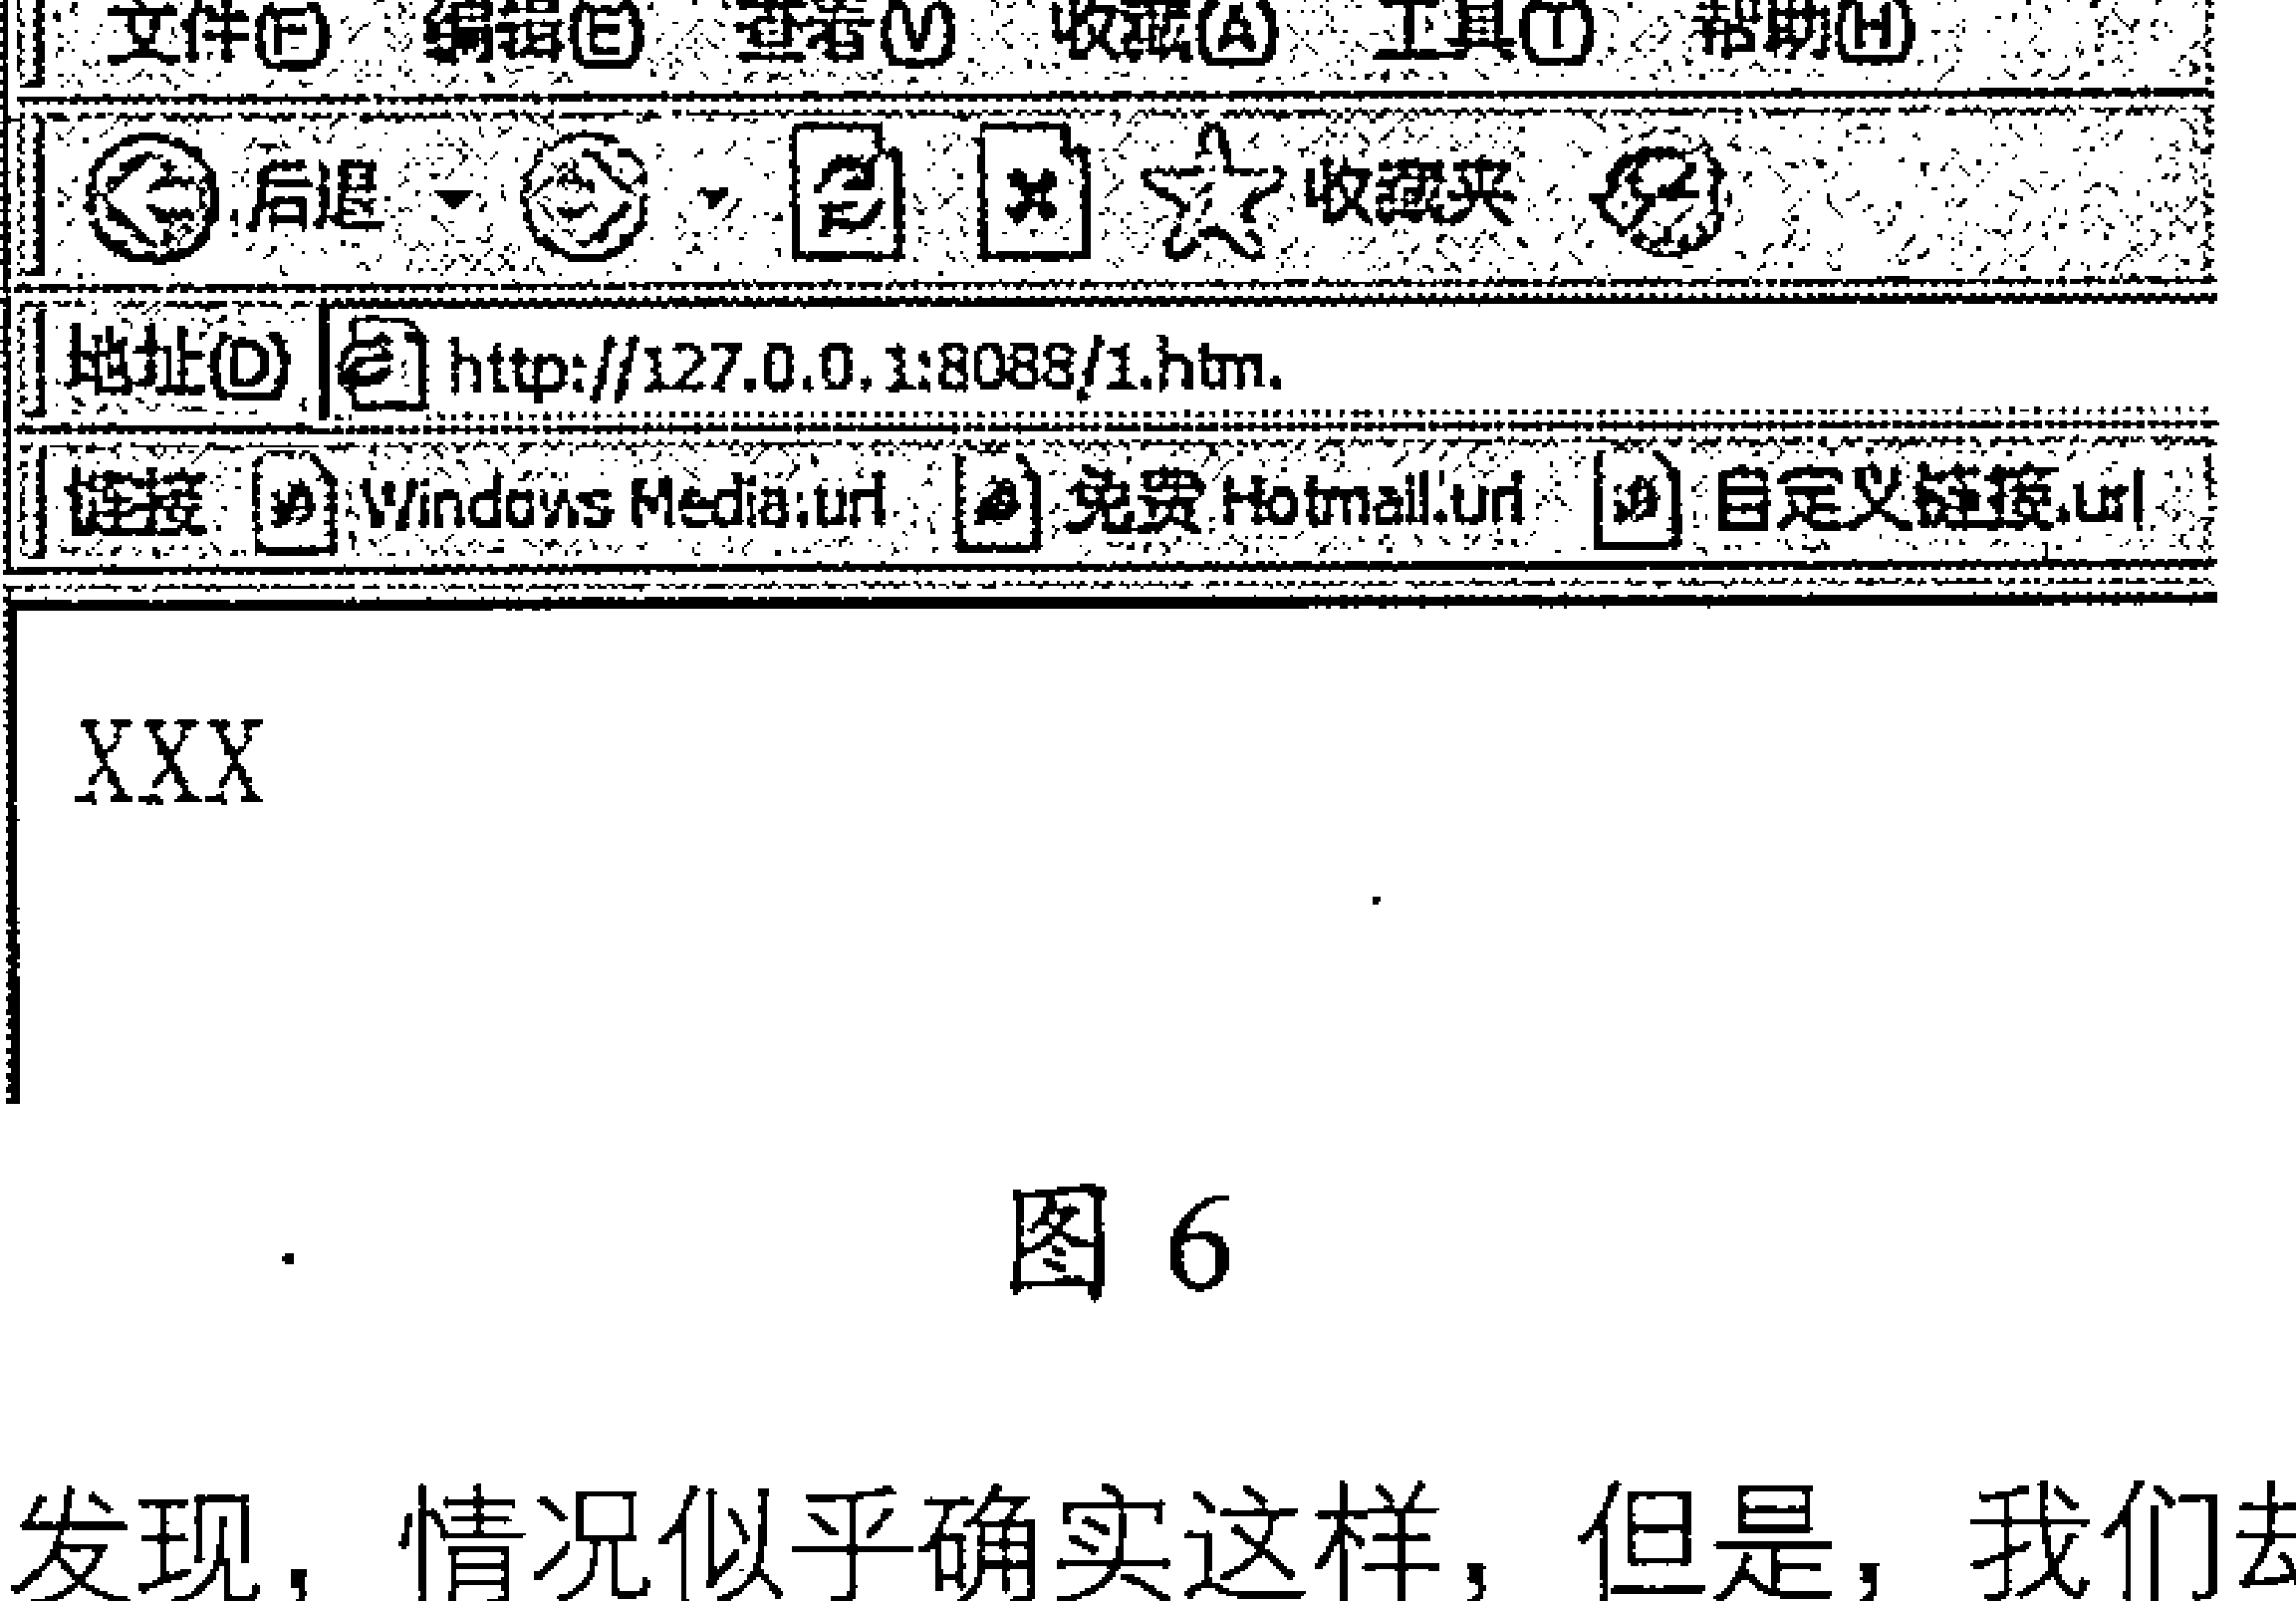 文件(F) 编辑(E) 查看(V) 收藏(A) 工具(T) 帮助(H)
后退 收藏夹
地址(D) http://127.0.0.1:8088/1.htm.
链接 Windows Media.url 免费 Hotmail.url 自定义链接.url
XXX
图 6
发现，情况似乎确实这样，但是，我们却